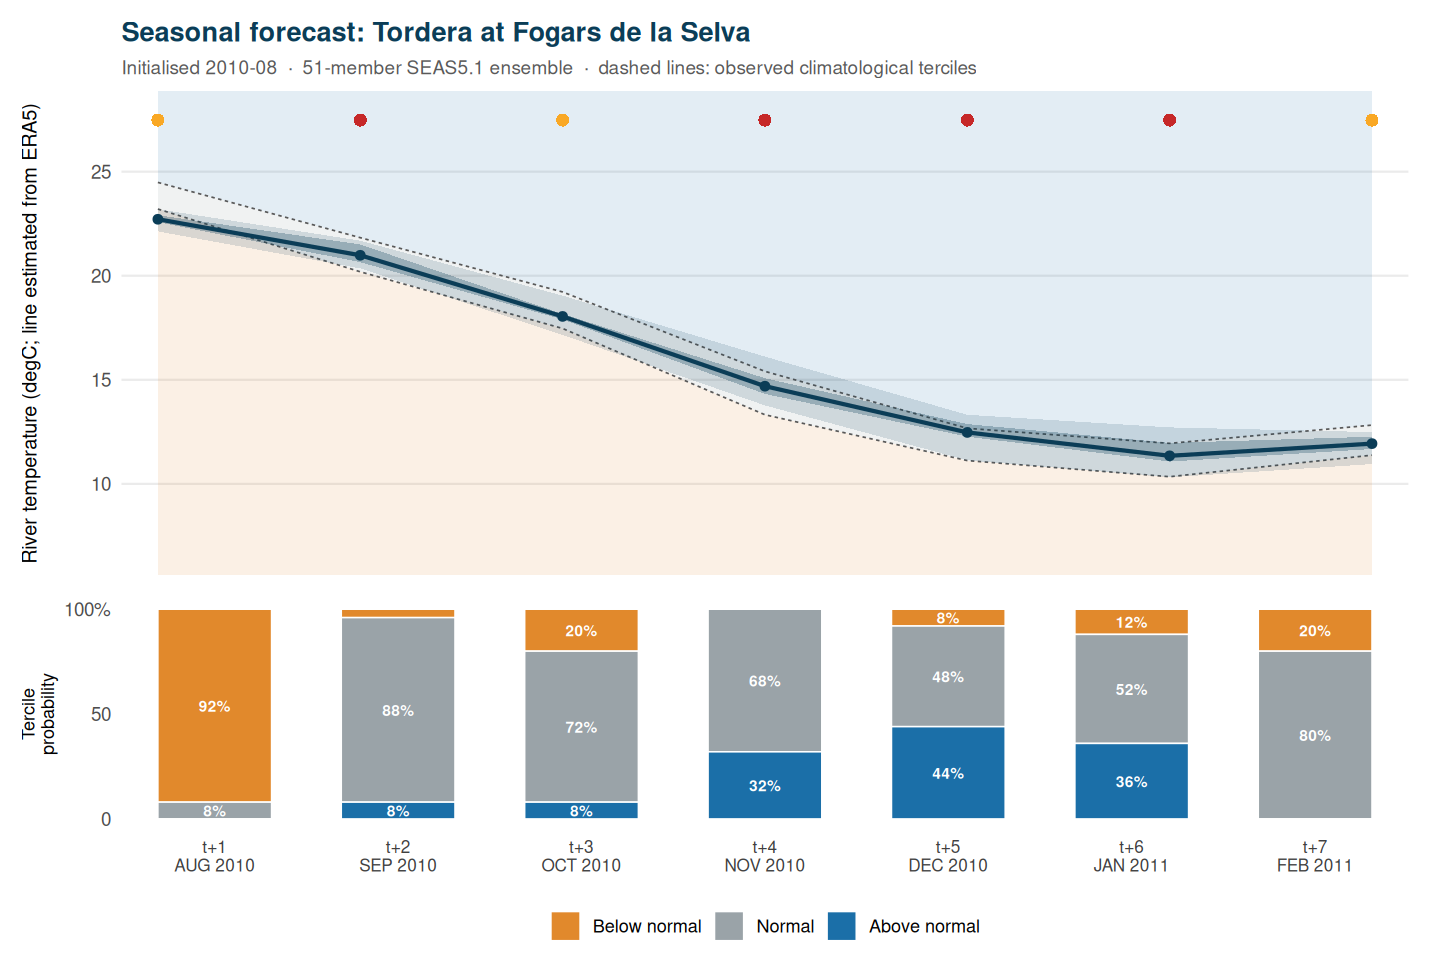 Seasonal forecast: Tordera at Fogars de la Selva
Initialised 2010-08 · 51-member SEAS5.1 ensemble · dashed lines: observed climatological terciles
River temperature (degC; line estimated from ERA5)
25
20
15
10
Tercile
probability
100%
50
0
92%
8%
88%
8%
20%
72%
8%
68%
32%
8%
48%
44%
12%
52%
36%
20%
80%
t+1
AUG 2010
t+2
SEP 2010
t+3
OCT 2010
t+4
NOV 2010
t+5
DEC 2010
t+6
JAN 2011
t+7
FEB 2011
Below normal
Normal
Above normal